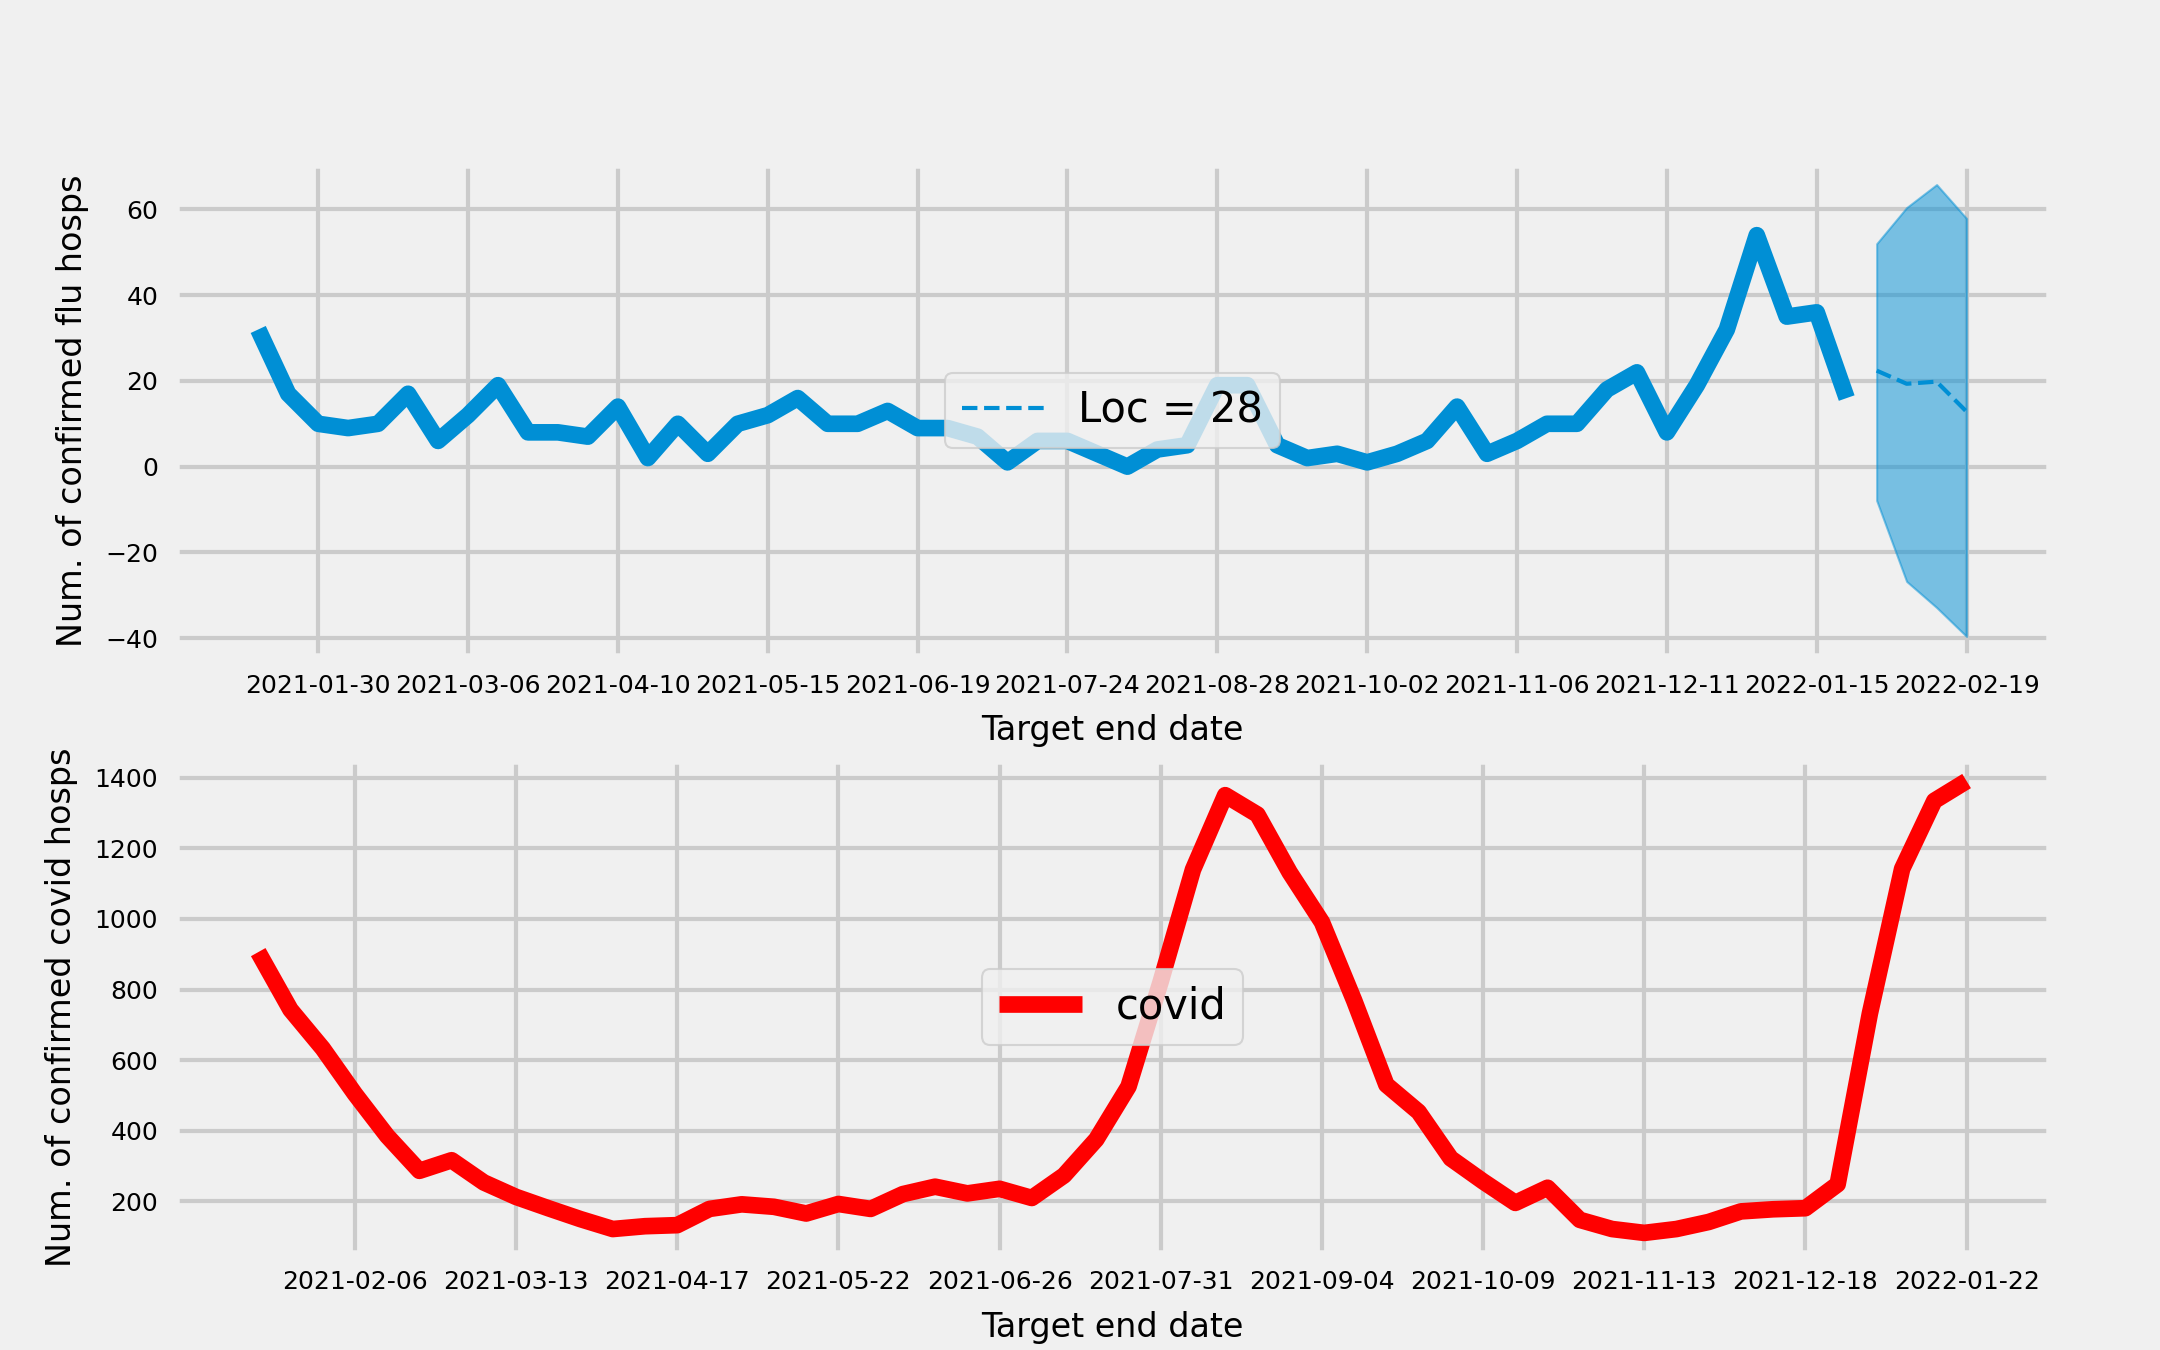 Num. of confirmed flu hosps
60
40
20
0
−20
−40
Loc = 28
2021-01-30 2021-03-06 2021-04-10 2021-05-15 2021-06-19 2021-07-24 2021-08-28 2021-10-02 2021-11-06 2021-12-11 2022-01-15 2022-02-19
Target end date
Num. of confirmed covid hosps
1400
1200
1000
800
600
400
200
covid
2021-02-06 2021-03-13 2021-04-17 2021-05-22 2021-06-26 2021-07-31 2021-09-04 2021-10-09 2021-11-13 2021-12-18 2022-01-22
Target end date